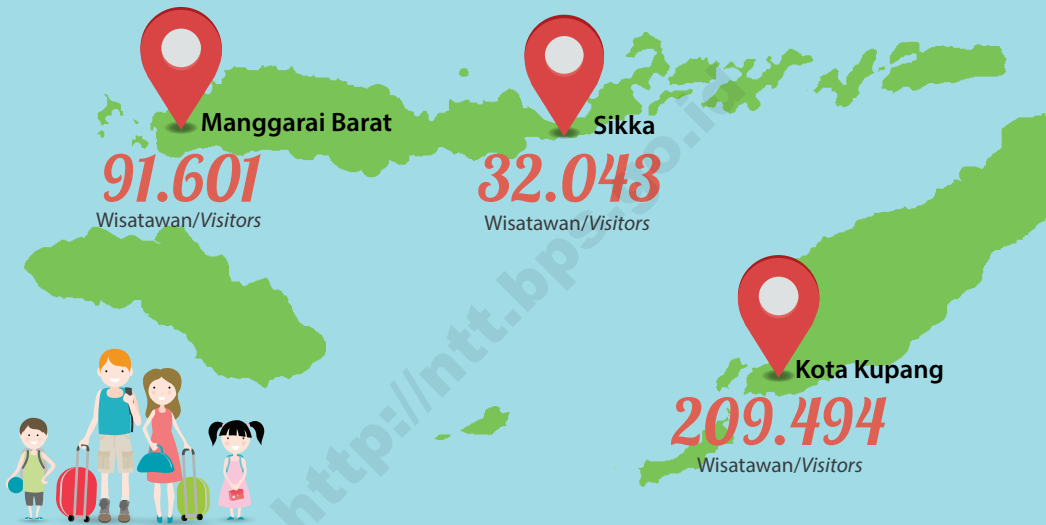 Manggarai Barat
91.601
Wisatawan/Visitors
Sikka
32.043
Wisatawan/Visitors
Kota Kupang
209.494
Wisatawan/Visitors
http://ntt.bps.go.id